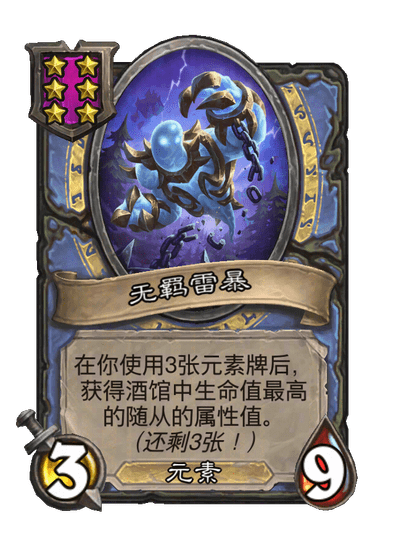 无羁雷暴
在你使用3张元素牌后，
获得酒馆中生命值最高
的随从的属性值。
（还剩3张！）
3
元素
9